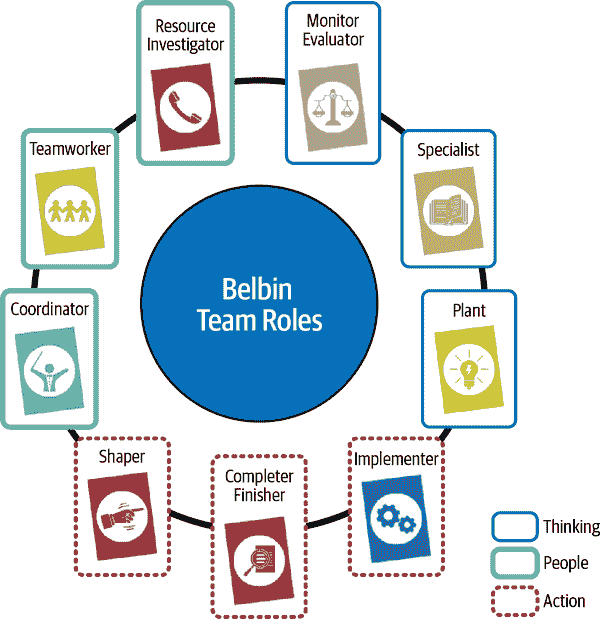 Resource
Investigator
Monitor
Evaluator
Teamworker
Specialist
Belbin
Team Roles
Coordinator
Plant
Shaper
Completer
Finisher
Implementer
Thinking
People
Action